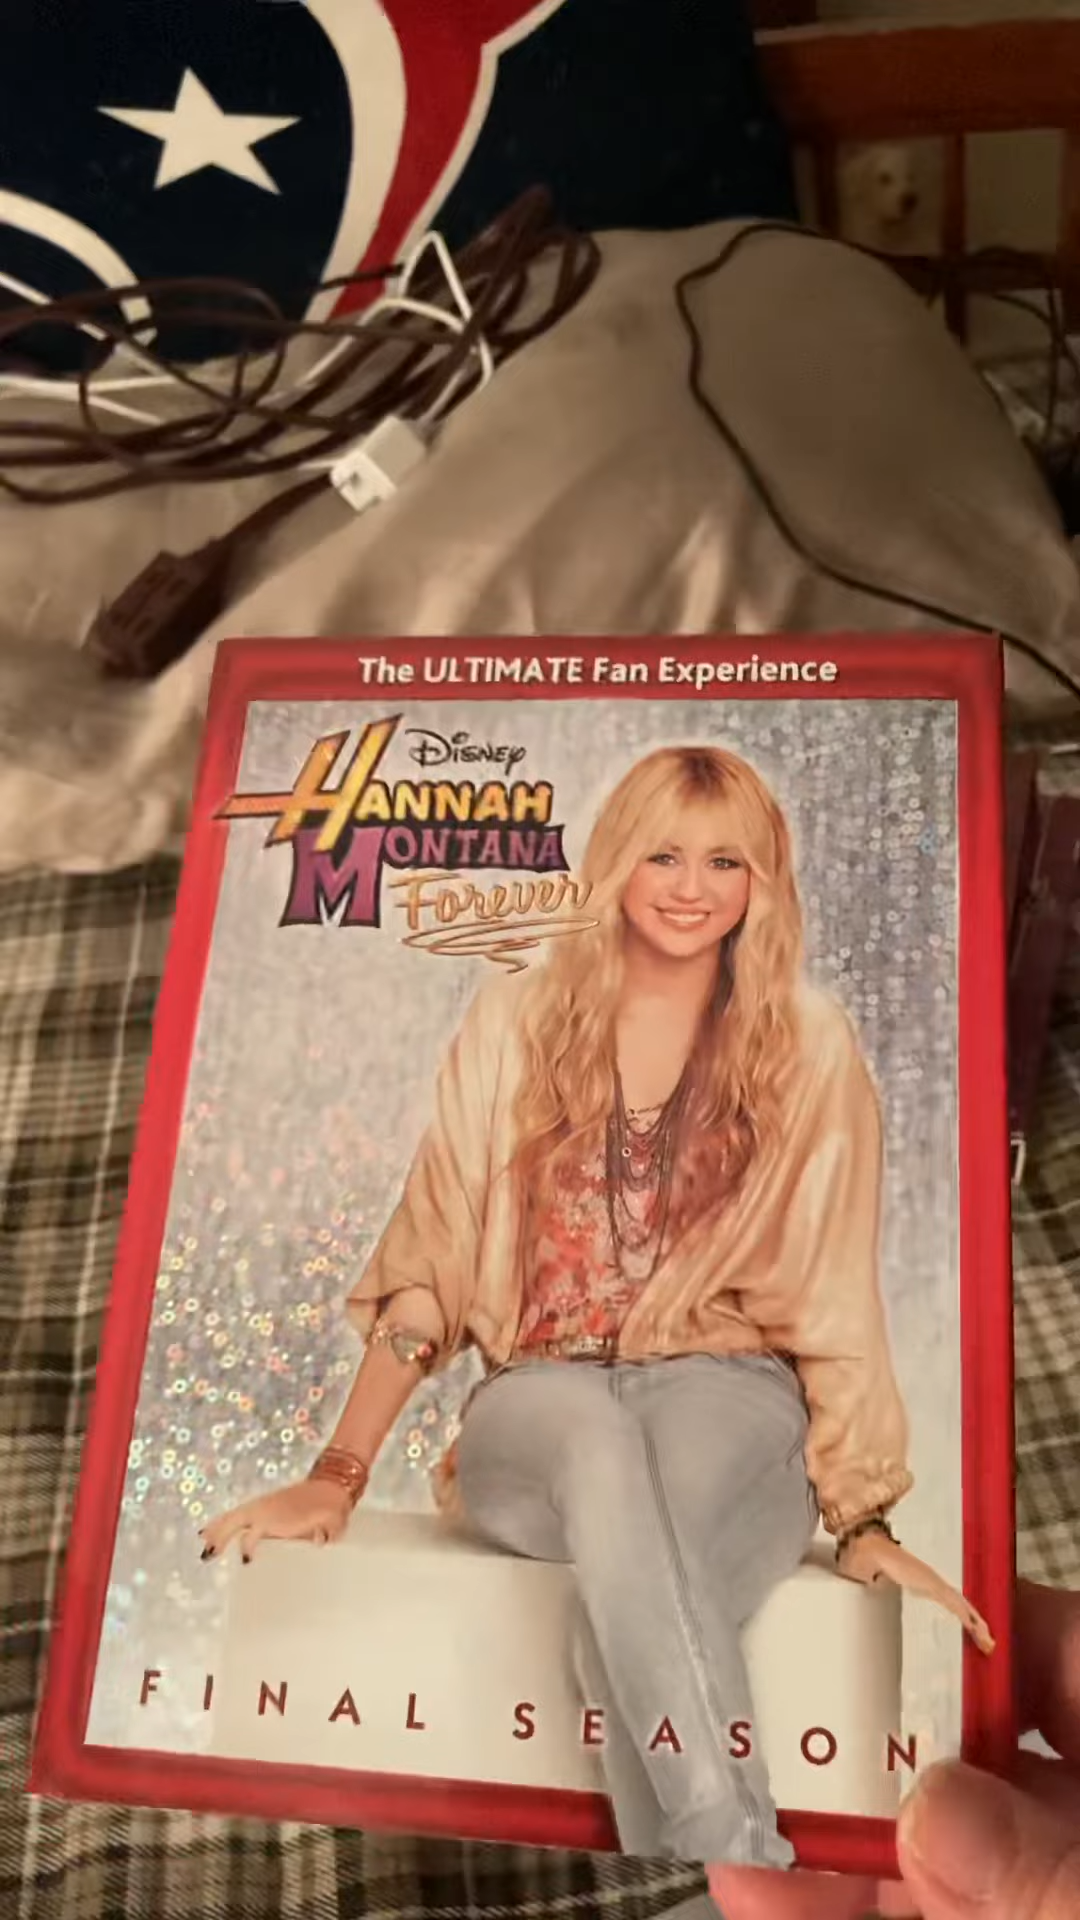 The ULTIMATE Fan Experience
Disney
HANNAH
MONTANA
Forever
FINAL SEASON